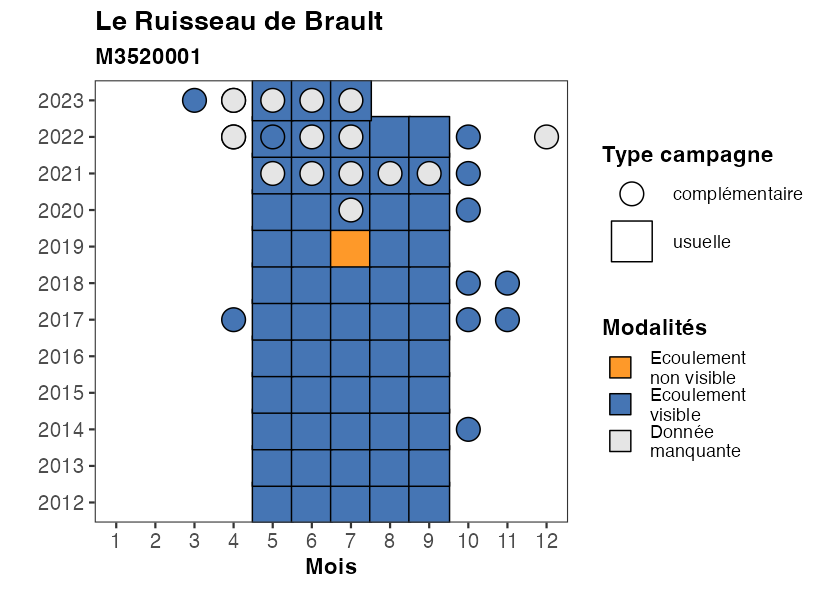 Le Ruisseau de Brault
M3520001
2023
2022
2021
2020
2019
2018
2017
2016
2015
2014
2013
2012
1 2 3 4 5 6 7 8 9 10 11 12
Mois
Type campagne
complémentaire
usuelle
Modalités
Ecoulement
non visible
Ecoulement
visible
Donnée
manquante